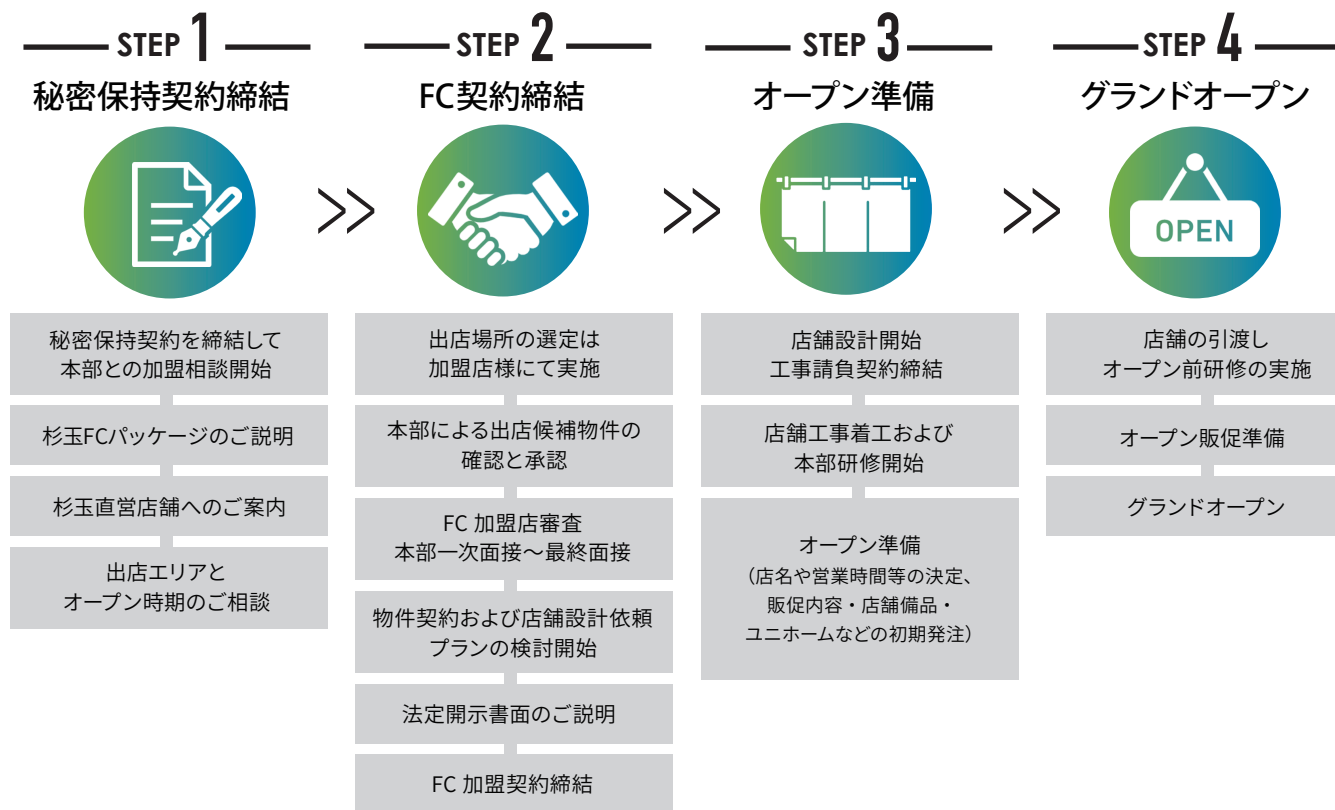 STEP 1
秘密保持契約締結
秘密保持契約を締結して
本部との加盟相談開始
杉玉FCパッケージのご説明
杉玉直営店舗へのご案内
出店エリアと
オープン時期のご相談
STEP 2
FC契約締結
出店場所の選定は
加盟店様にて実施
本部による出店候補物件の
確認と承認
FC 加盟店審査
本部一次面接～最終面接
物件契約および店舗設計依頼
プランの検討開始
法定開示書面のご説明
FC 加盟契約締結
STEP 3
オープン準備
店舗設計開始
工事請負契約締結
店舗工事着工および
本部研修開始
オープン準備
（店名や営業時間等の決定、
販促内容・店舗備品・
ユニホームなどの初期発注）
STEP 4
グランドオープン
OPEN
店舗の引渡し
オープン前研修の実施
オープン販促準備
グランドオープン